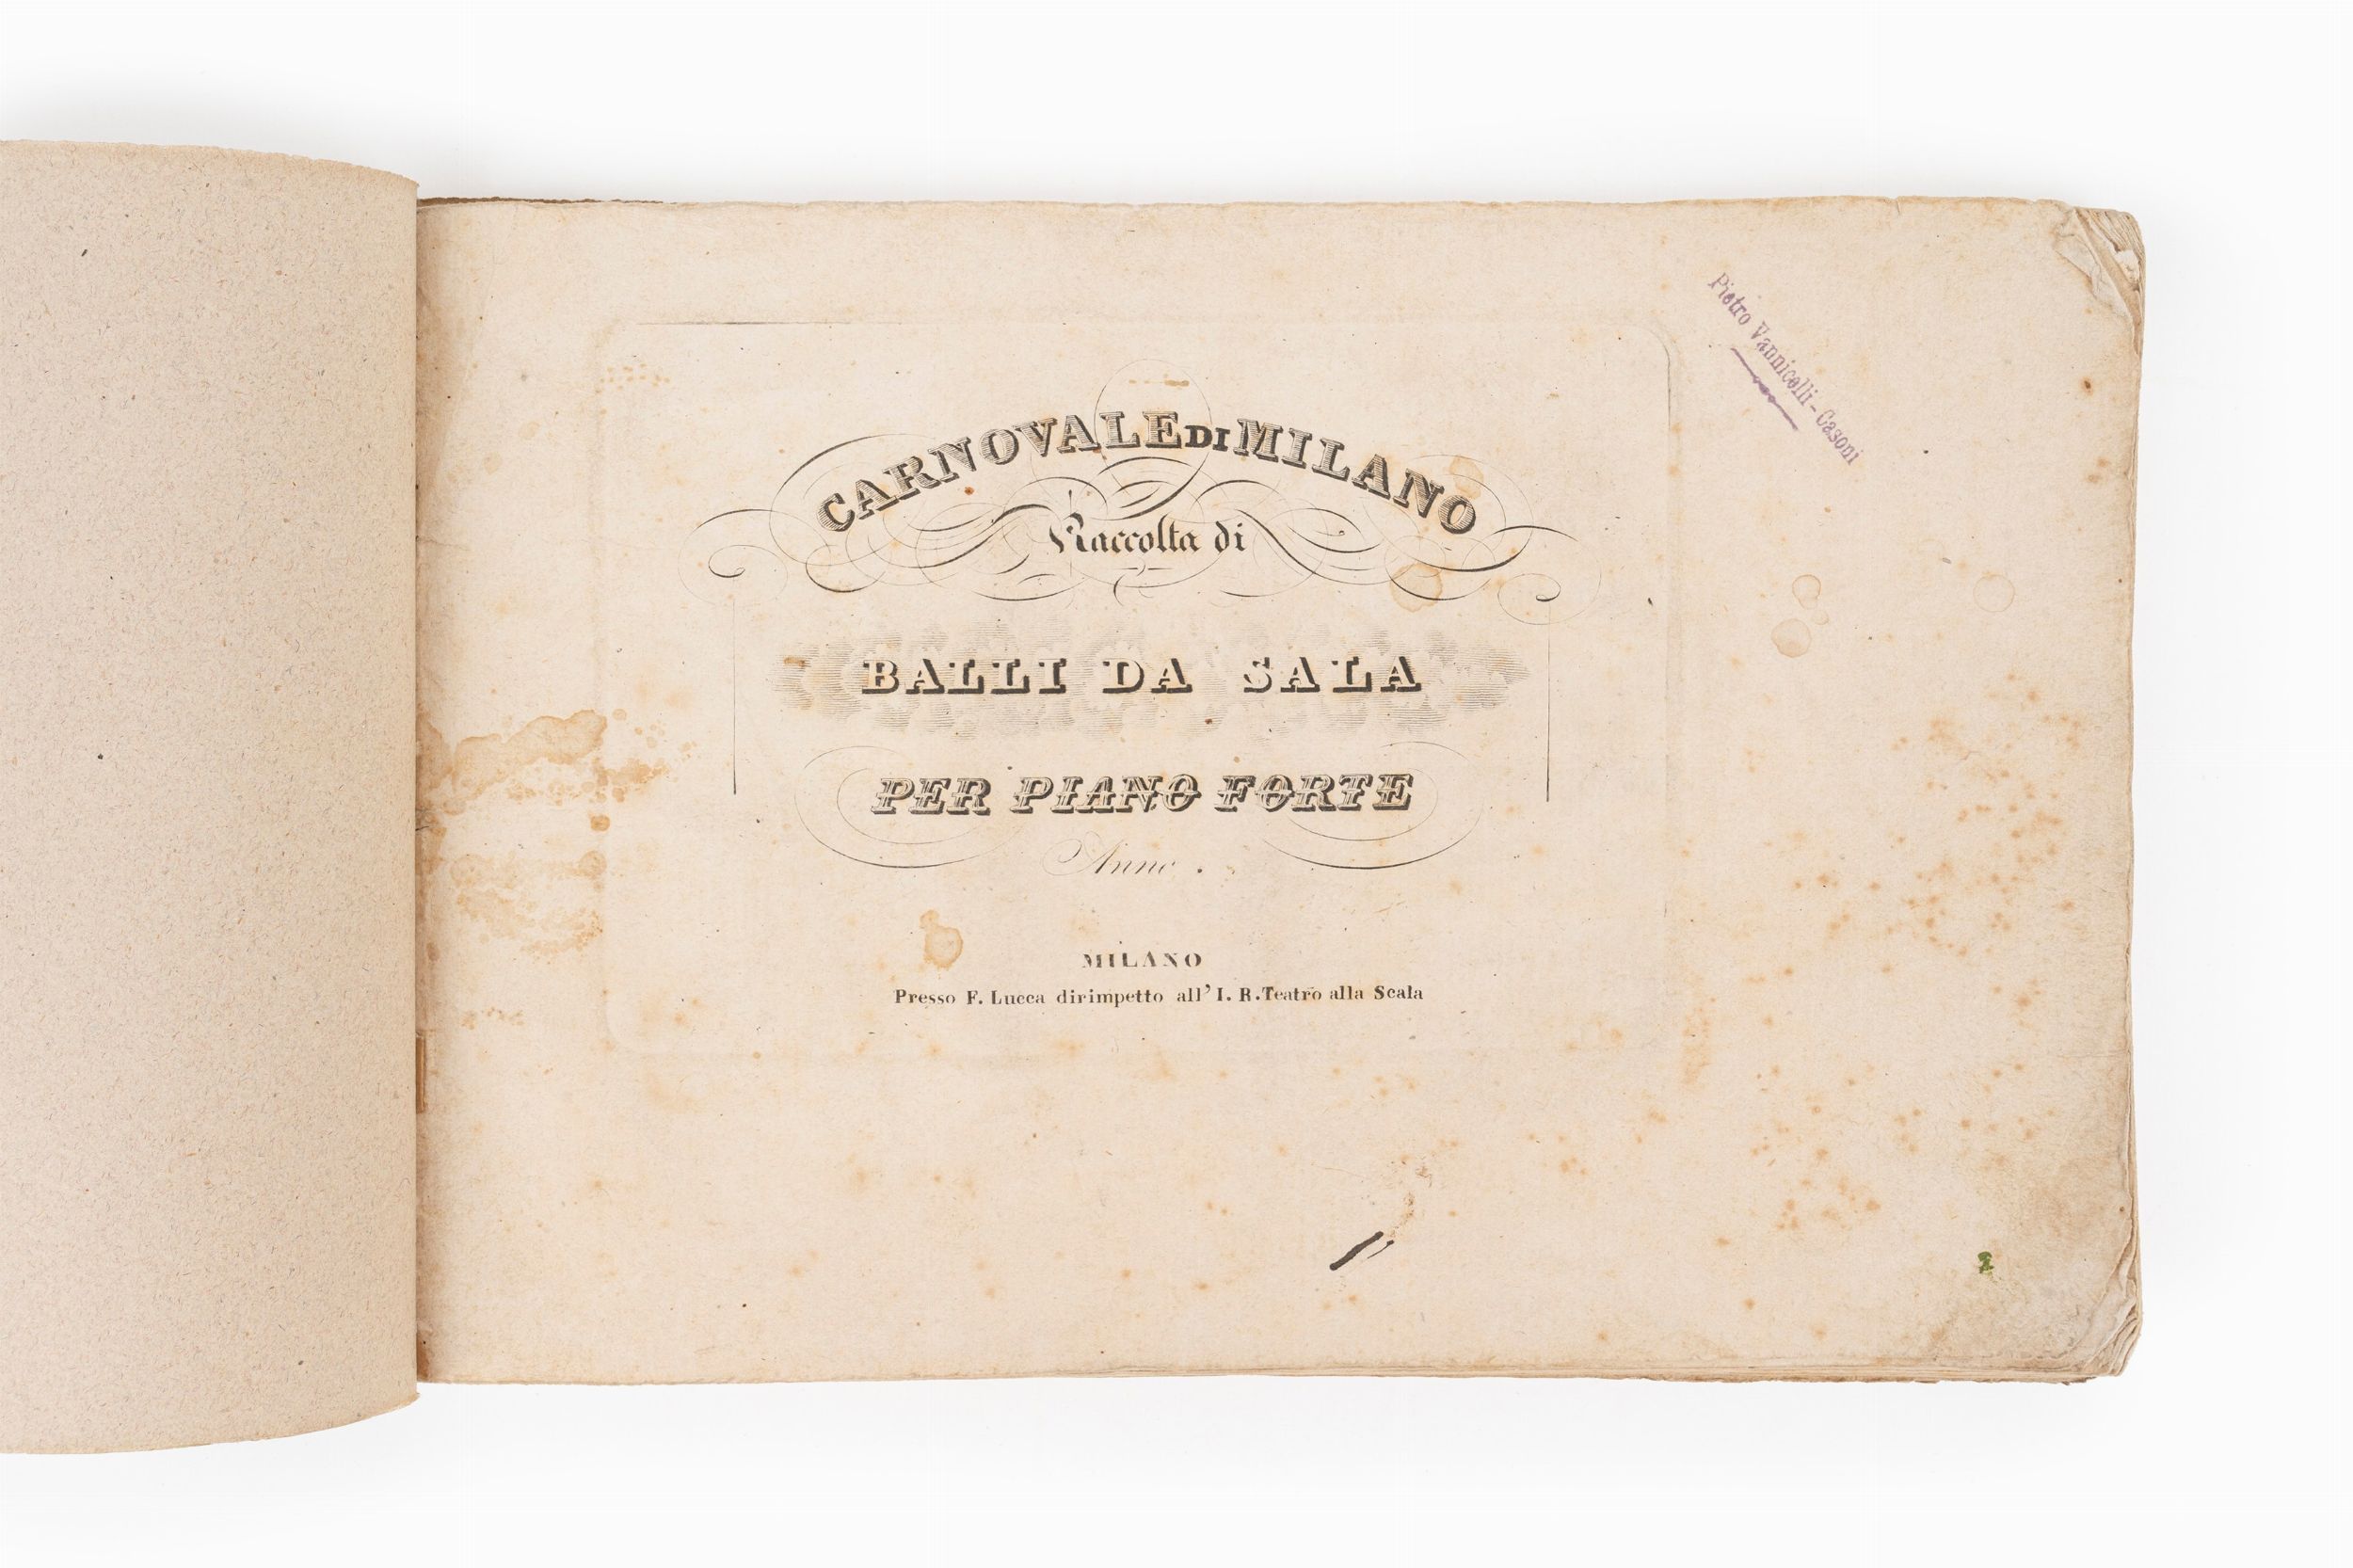 Pietro Vannicelli-Casoni
CARNOVALE DI MILANO
Raccolta di
BALLI DA SALA
PER PIANO FORTE
Anno .
MILANO
Presso F. Lucca dirimpetto all' I. R. Teatro alla Scala
2